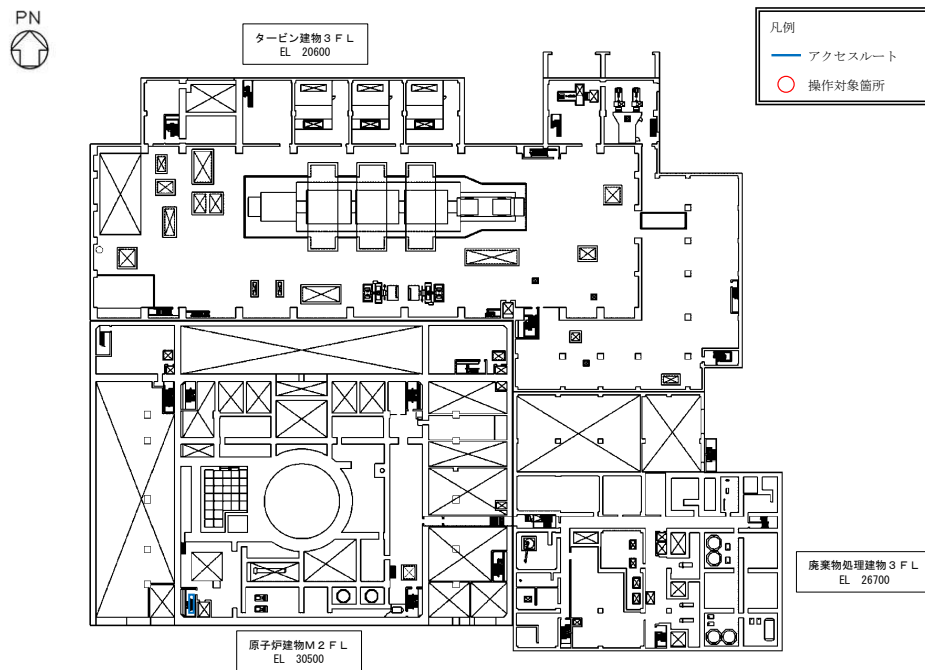 PN
タービン建物3FL
EL 20600
凡例
アクセスルート
操作対象箇所
廃棄物処理建物3FL
EL 26700
原子炉建物M2FL
EL 30500